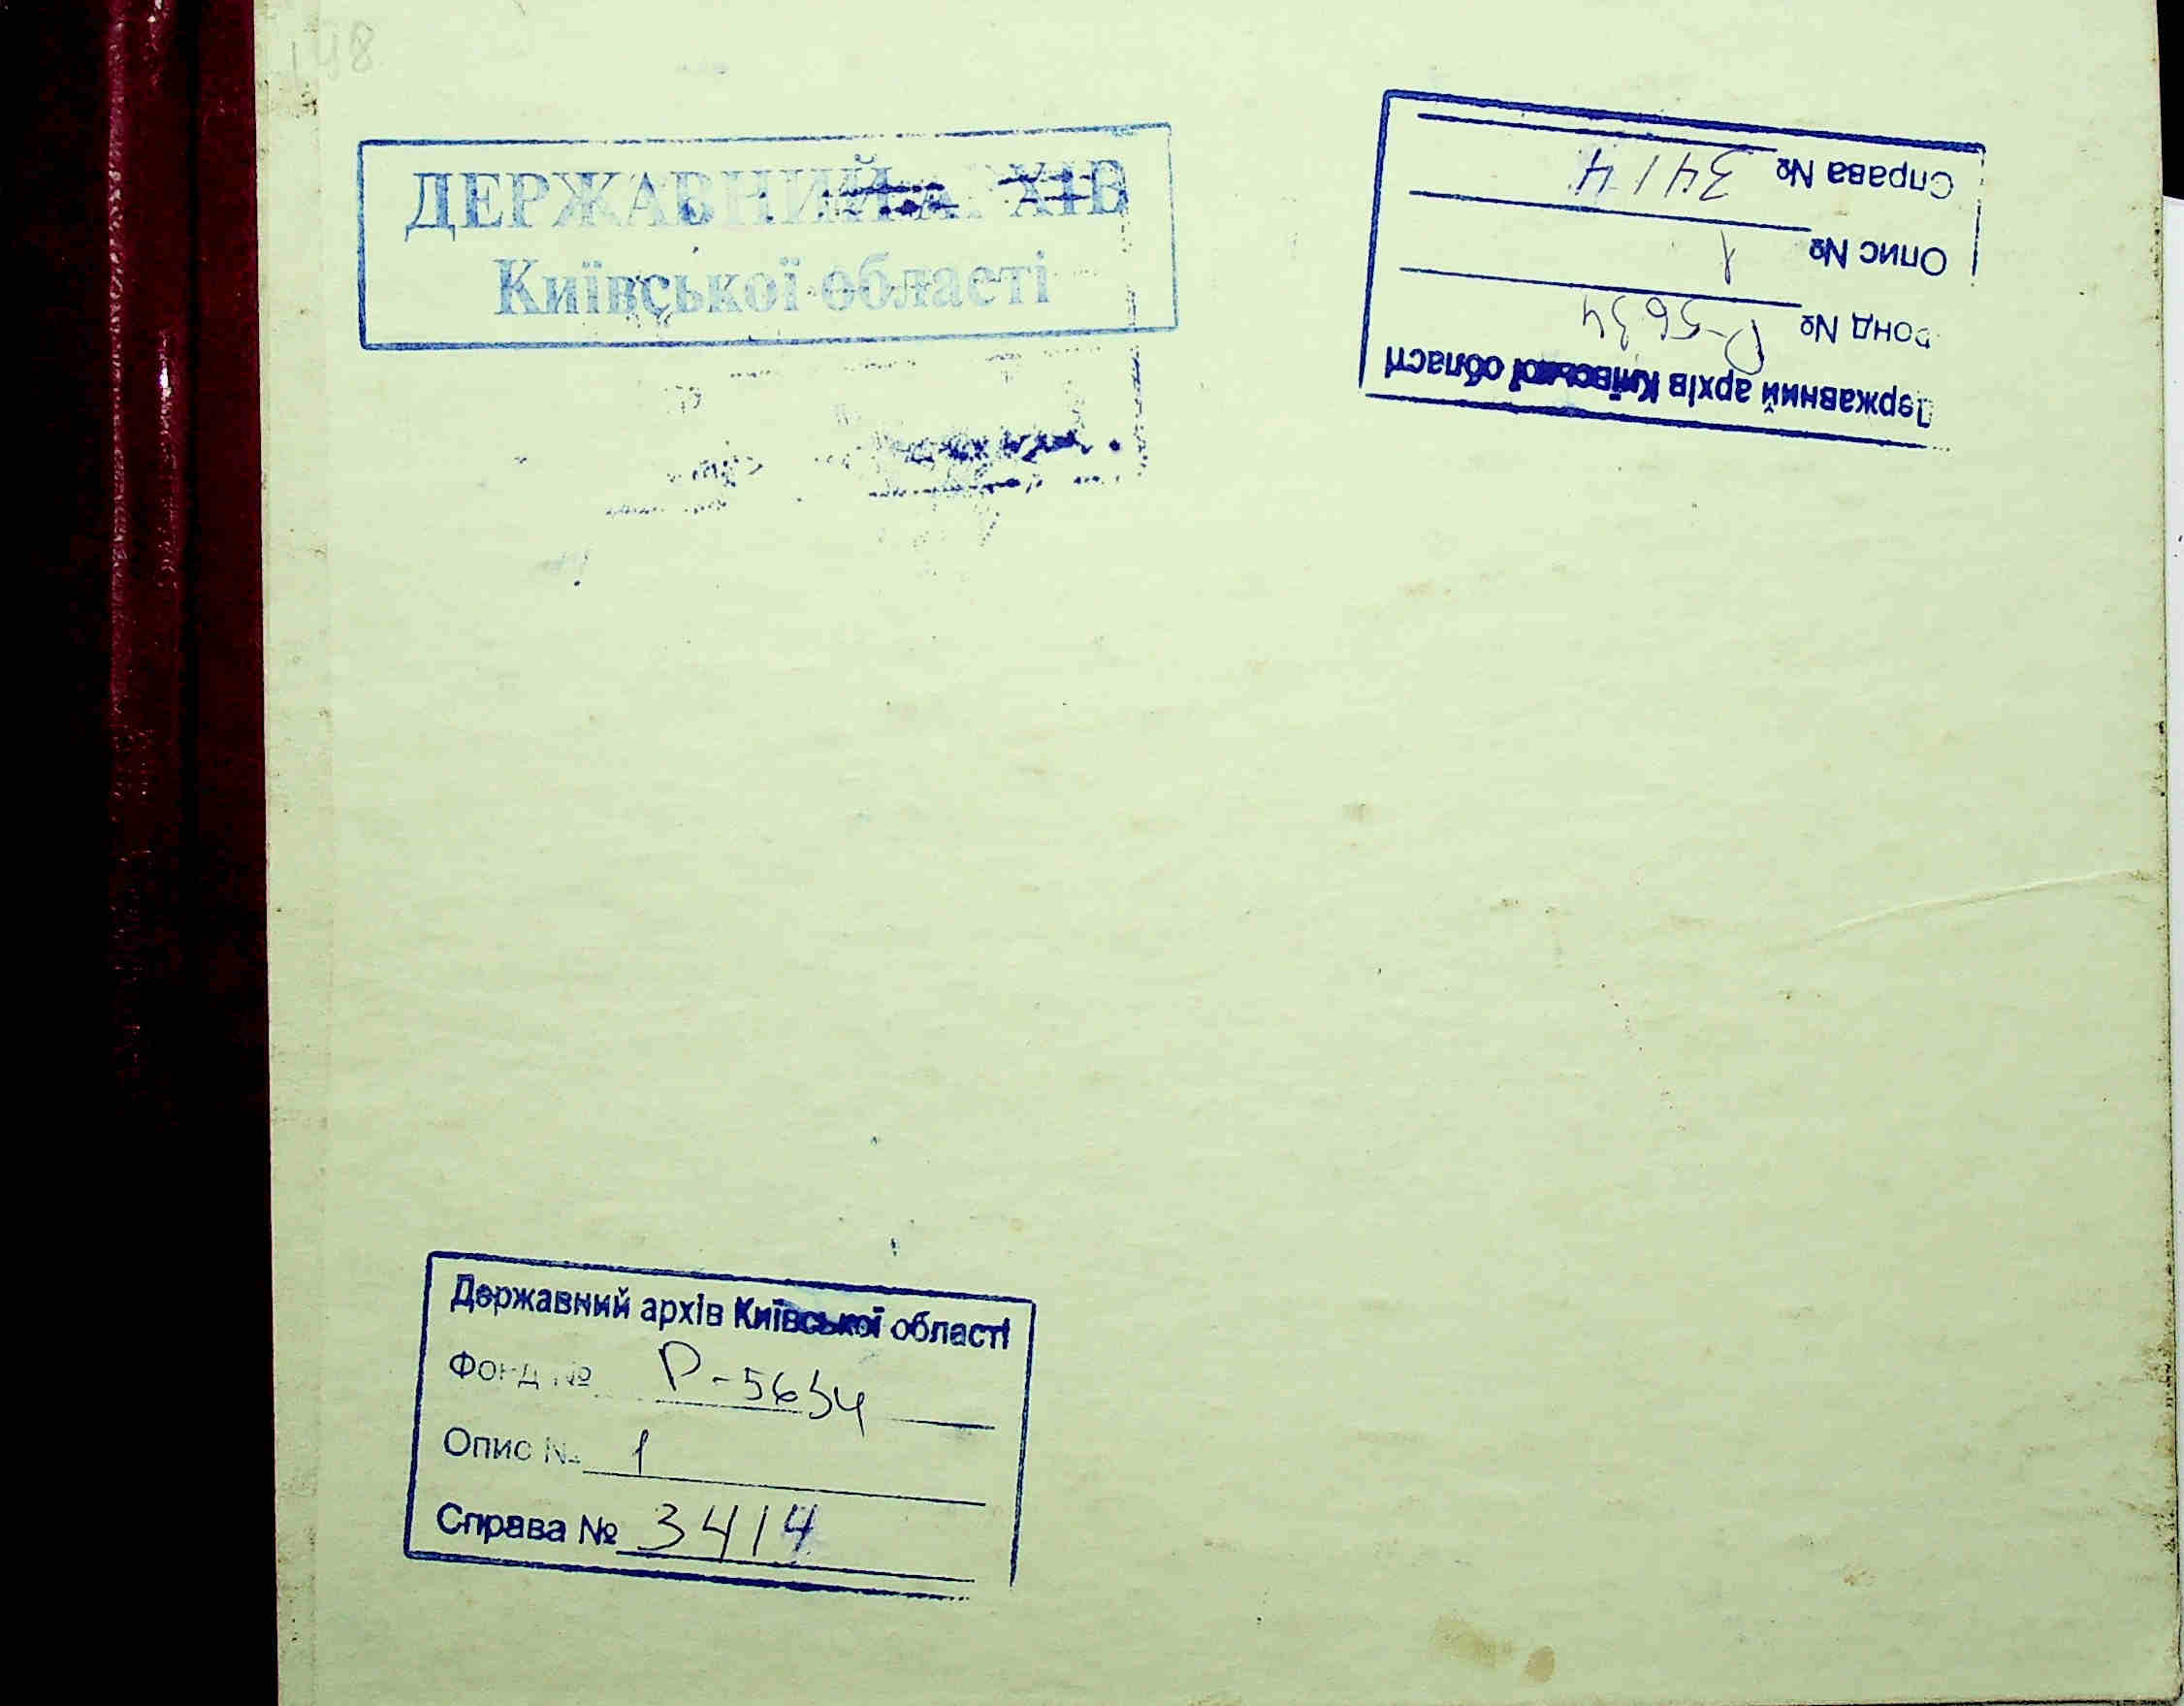 148
ДЕРЖАВНИЙ АРХІВ
Київської області
Державний архів Київської області
Фонд № Р-5634
Опис № 1
Справа № 3414
Державний архів Київської області
Фонд № Р-5634
Опис № 1
Справа № 3414